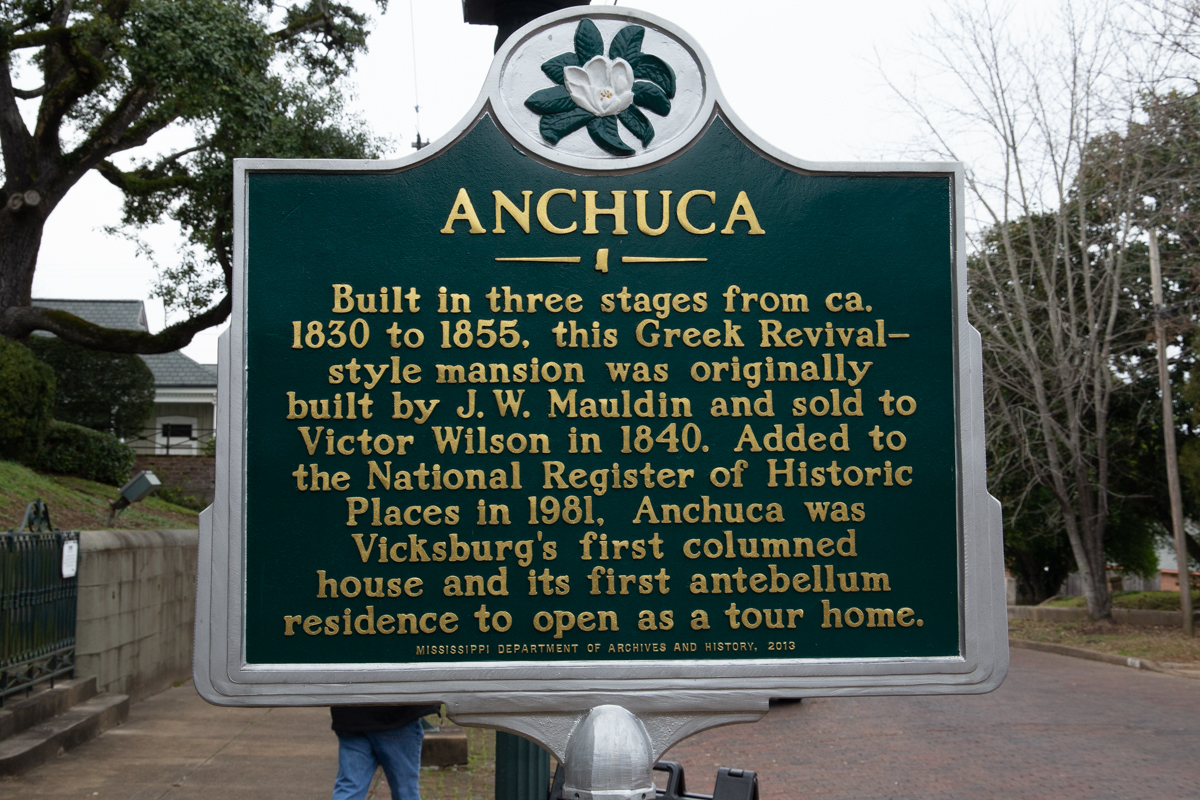 ANCHUCA
Built in three stages from ca.
1830 to 1855, this Greek Revival–
style mansion was originally
built by J.W. Mauldin and sold to
Victor Wilson in 1840. Added to
the National Register of Historic
Places in 1981, Anchuca was
Vicksburg's first columned
house and its first antebellum
residence to open as a tour home.
MISSISSIPPI DEPARTMENT OF ARCHIVES AND HISTORY, 2013